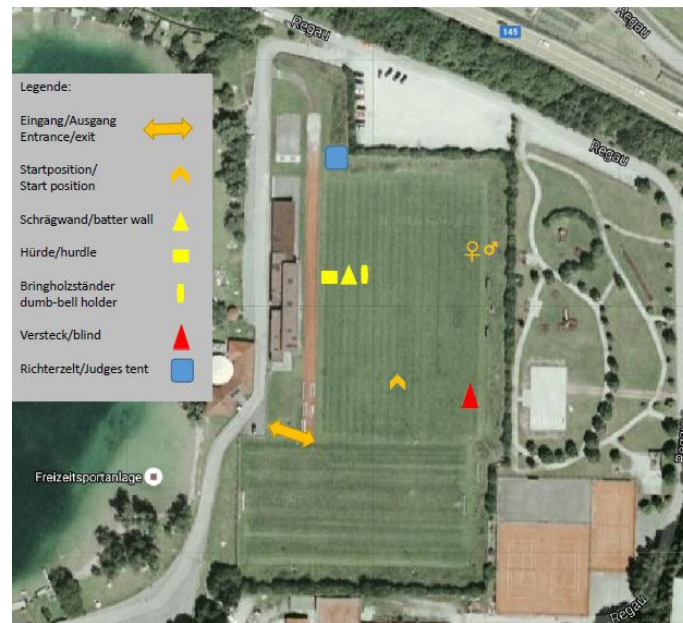 Regau
Regau
145
Legende:
Eingang/Ausgang
Entrance/exit
Regau
Startposition/
Start position
Schrägwand/batter wall
Hürde/hurdle
Bringholzständer
dumb-bell holder
Versteck/blind
Richterzelt/Judges tent
Freizeitsportanlage
Regau